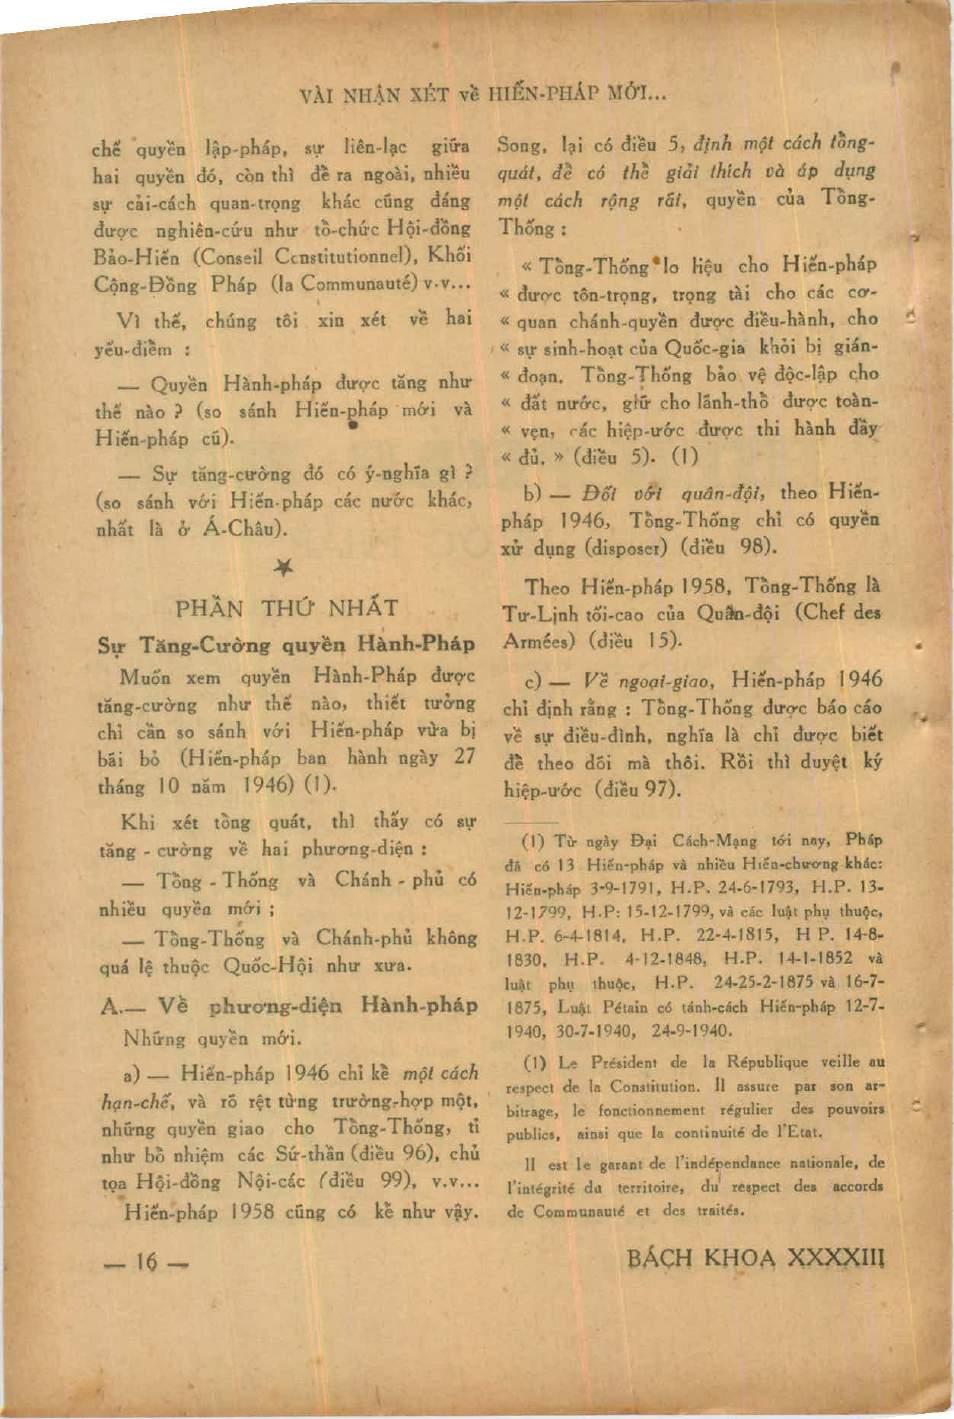 VÀI NHẬN XÉT về HIẾN-PHÁP MỚI...
chế quyền lập-pháp, sự liên-lạc giữa
hai quyền đó, còn thì để ra ngoài, nhiều
sự cải-cách quan-trọng khác cũng đáng
được nghiên-cứu như tổ-chức Hội-đồng
Bảo-Hiến (Conseil Constitutionnel), Khối
Cộng-Đồng Pháp (la Communauté) v.v...
Vì thế, chúng tôi xin xét về hai
yếu-điểm :
— Quyền Hành-pháp được tăng như
thế nào ? (so sánh Hiến-pháp mới và
Hiến-pháp cũ).
— Sự tăng-cường đó có ý-nghĩa gì ?
(so sánh với Hiến-pháp các nước khác,
nhất là ở Á-Châu).
PHẦN THỨ NHẤT
Sự Tăng-Cường quyền Hành-Pháp
Muốn xem quyền Hành-Pháp được
tăng-cường như thế nào, thiết tưởng
chỉ cần so sánh với Hiến-pháp vừa bị
bãi bỏ (Hiến-pháp ban hành ngày 27
tháng 10 năm 1946) (1).
Khi xét tổng quát, thì thấy có sự
tăng - cường về hai phương-diện :
— Tổng - Thống và Chánh - phủ có
nhiều quyền mới ;
— Tổng-Thống và Chánh-phủ không
quá lệ thuộc Quốc-Hội như xưa.
A.— Về phương-diện Hành-pháp
Những quyền mới.
a) — Hiến-pháp 1946 chỉ kể một cách
hạn-chế, và rõ rệt từng trường-hợp một,
những quyền giao cho Tổng-Thống, tỉ
như bổ nhiệm các Sứ-thần (điều 96), chủ
tọa Hội-đồng Nội-các (điều 99), v.v...
Hiến-pháp 1958 cũng có kể như vậy.
Song, lại có điều 5, định một cách tổng-
quát, để có thể giải thích và áp dụng
một cách rộng rãi, quyền của Tổng-
Thống :
« Tổng-Thống lo liệu cho Hiến-pháp
« được tôn-trọng, trọng tài cho các cơ-
« quan chánh-quyền được điều-hành, cho
« sự sinh-hoạt của Quốc-gia khỏi bị gián-
« đoạn. Tổng-Thống bảo vệ độc-lập cho
« đất nước, giữ cho lãnh-thổ được toàn-
« vẹn, các hiệp-ước được thi hành đầy
« đủ. » (điều 5). (1)
b) — Đối với quân-đội, theo Hiến-
pháp 1946, Tổng-Thống chỉ có quyền
xử dụng (disposer) (điều 98).
Theo Hiến-pháp 1958, Tổng-Thống là
Tư-Lịnh tối-cao của Quân-đội (Chef des
Armées) (điều 15).
c) — Về ngoại-giao, Hiến-pháp 1946
chỉ định rằng : Tổng-Thống được báo cáo
về sự điều-đình, nghĩa là chỉ được biết
để theo dõi mà thôi. Rồi thì duyệt ký
hiệp-ước (điều 97).
(1) Từ ngày Đại Cách-Mạng tới nay, Pháp
đã có 13 Hiến-pháp và nhiều Hiến-chương khác:
Hiến-pháp 3-9-1791, H.P. 24-6-1793, H.P. 13-
12-1799, H.P: 15-12-1799, và các luật phụ thuộc,
H.P. 6-4-1814, H.P. 22-4-1815, H P. 14-8-
1830, H.P. 4-12-1848, H.P. 14-1-1852 và
luật phụ thuộc, H.P. 24-25-2-1875 và 16-7-
1875, Luật Pétain có tánh-cách Hiến-pháp 12-7-
1940, 30-7-1940, 24-9-1940.
(1) Le Président de la République veille au
respect de la Constitution. Il assure par son ar-
bitrage, le fonctionnement régulier des pouvoirs
publics, ainsi que la continuité de l'Etat.
Il est le garant de l'indépendance nationale, de
l'intégrité du territoire, du respect des accords
de Communauté et des traités.
— 16 —
BÁCH KHOA XXXXIII